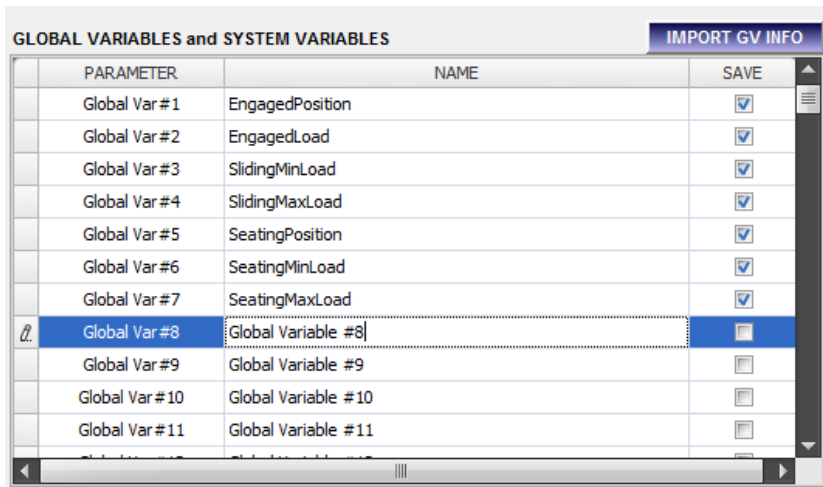 GLOBAL VARIABLES and SYSTEM VARIABLES IMPORT GV INFO
PARAMETER NAME SAVE
Global Var#1 EngagedPosition
Global Var#2 EngagedLoad
Global Var#3 SlidingMinLoad
Global Var#4 SlidingMaxLoad
Global Var#5 SeatingPosition
Global Var#6 SeatingMinLoad
Global Var#7 SeatingMaxLoad
Global Var#8 Global Variable #8
Global Var#9 Global Variable #9
Global Var#10 Global Variable #10
Global Var#11 Global Variable #11